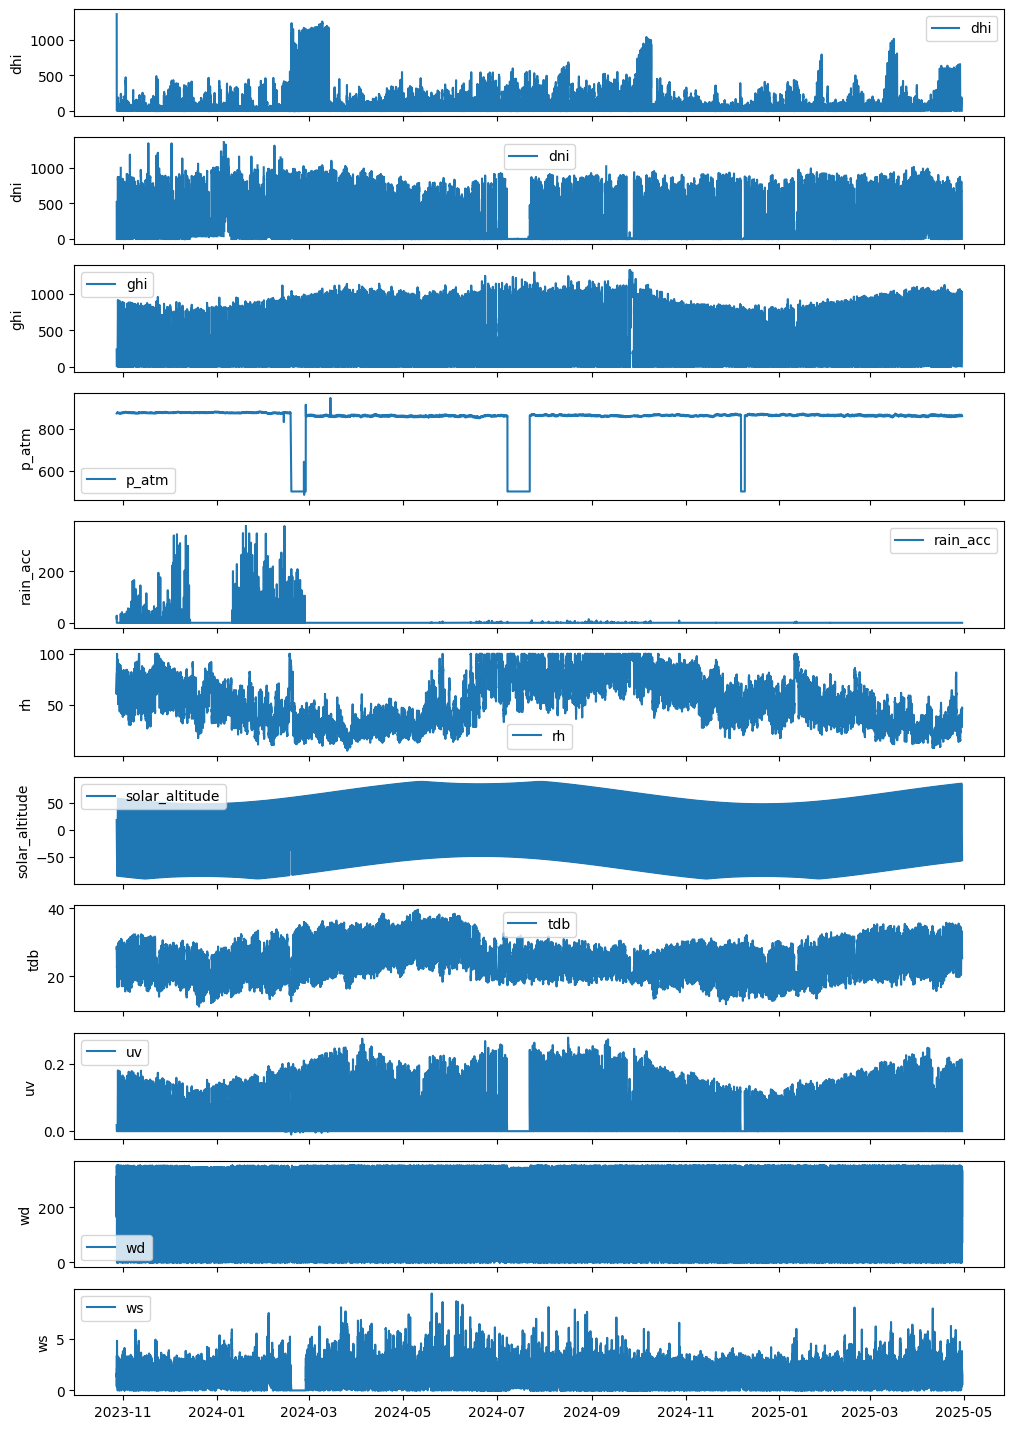 dhi
1000
500
0
dhi
dni
1000
500
0
dni
ghi
1000
500
0
ghi
p_atm
800
600
p_atm
rain_acc
200
0
rain_acc
rh
100
50
rh
solar_altitude
50
0
−50
solar_altitude
tdb
40
20
tdb
uv
0.2
0.0
uv
wd
200
0
wd
ws
5
0
ws
2023-11 2024-01 2024-03 2024-05 2024-07 2024-09 2024-11 2025-01 2025-03 2025-05